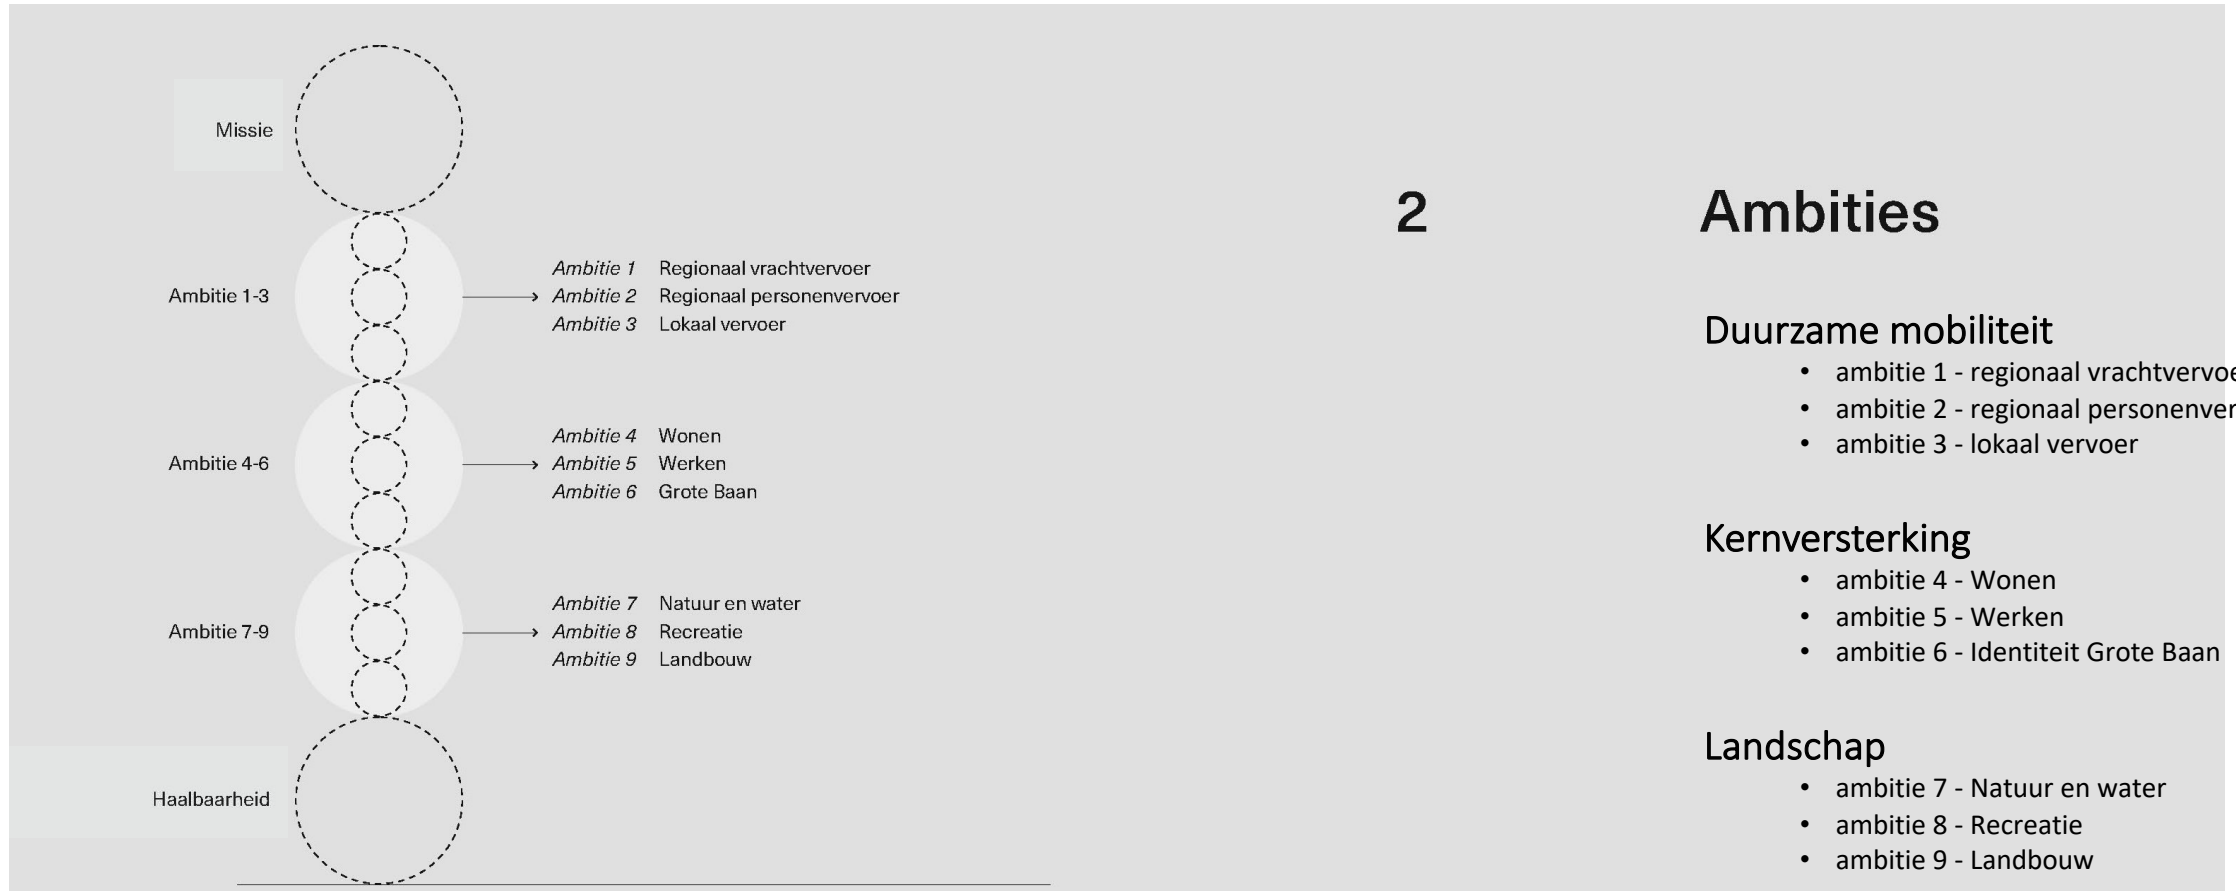 Missie
Ambitie 1-3
Ambitie 1 Regionaal vrachtvervoer
Ambitie 2 Regionaal personenvervoer
Ambitie 3 Lokaal vervoer
Ambitie 4-6
Ambitie 4 Wonen
Ambitie 5 Werken
Ambitie 6 Grote Baan
Ambitie 7-9
Ambitie 7 Natuur en water
Ambitie 8 Recreatie
Ambitie 9 Landbouw
Haalbaarheid
2 Ambities
Duurzame mobiliteit
• ambitie 1 - regionaal vrachtvervoe
• ambitie 2 - regionaal personenver
• ambitie 3 - lokaal vervoer
Kernversterking
• ambitie 4 - Wonen
• ambitie 5 - Werken
• ambitie 6 - Identiteit Grote Baan
Landschap
• ambitie 7 - Natuur en water
• ambitie 8 - Recreatie
• ambitie 9 - Landbouw